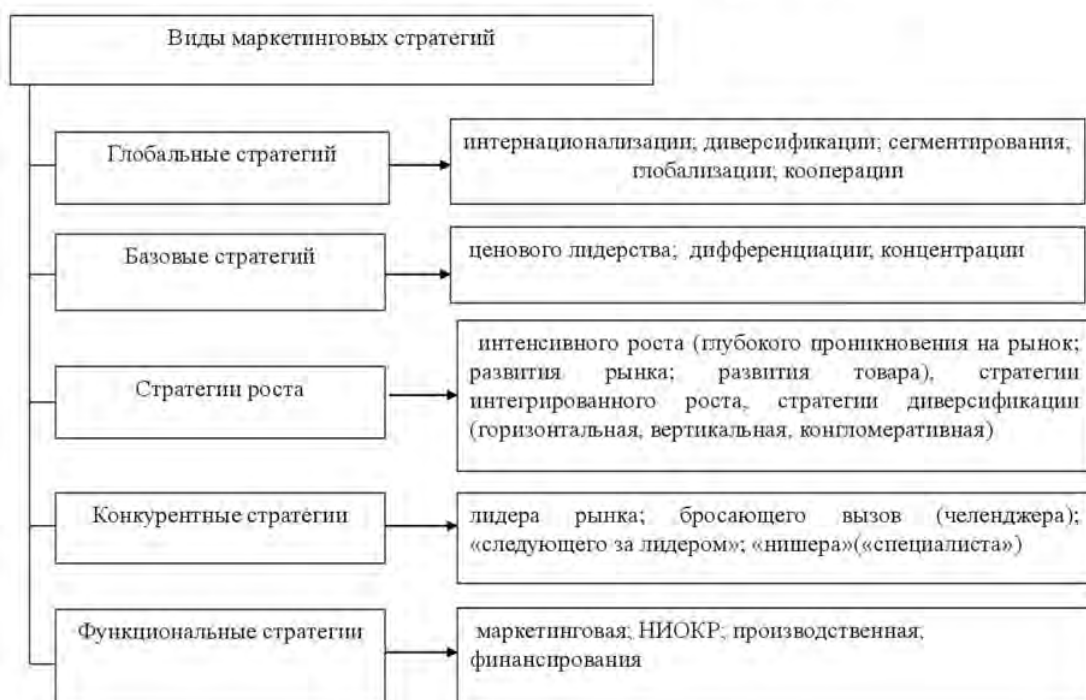 Виды маркетинговых стратегий
Глобальные стратегий
интернационализации; диверсификации; сегментирования;
глобализации; кооперации
Базовые стратегий
ценового лидерства; дифференциации; концентрации
Стратегии роста
интенсивного роста (глубокого проникновения на рынок;
развития рынка; развития товара), стратегии
интегрированного роста, стратегии диверсификации
(горизонтальная, вертикальная, конгломеративная)
Конкурентные стратегии
лидера рынка; бросающего вызов (челенджера);
«следующего за лидером»; «нишера»(«специалиста»)
Функциональные стратегии
маркетинговая; НИОКР; производственная;
финансирования